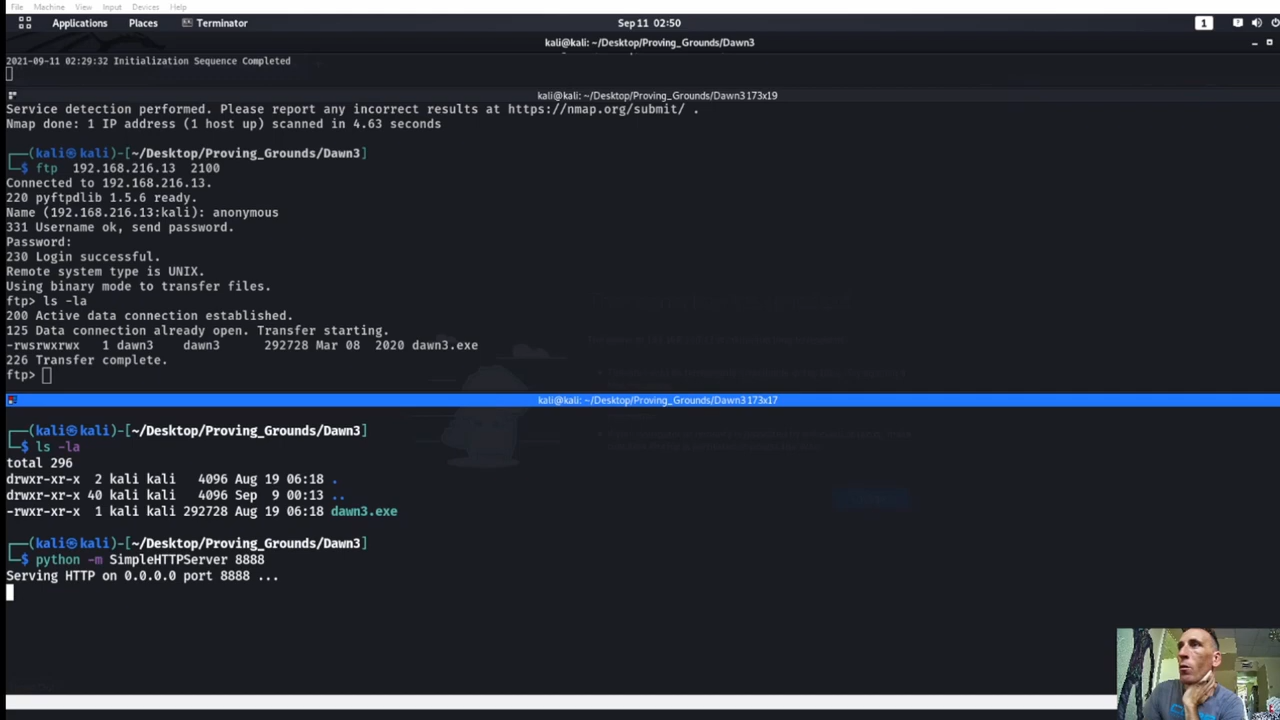 File Machine View Input Devices Help
Applications Places Terminator Sep 11 02:50 1
kali@kali: ~/Desktop/Proving_Grounds/Dawn3
2021-09-11 02:29:32 Initialization Sequence Completed
kali@kali: ~/Desktop/Proving_Grounds/Dawn3 173x19
Service detection performed. Please report any incorrect results at https://nmap.org/submit/ .
Nmap done: 1 IP address (1 host up) scanned in 4.63 seconds
┌──(kali㉿kali)-[~/Desktop/Proving_Grounds/Dawn3]
└─$ ftp 192.168.216.13 2100
Connected to 192.168.216.13.
220 pyftpdlib 1.5.6 ready.
Name (192.168.216.13:kali): anonymous
331 Username ok, send password.
Password:
230 Login successful.
Remote system type is UNIX.
Using binary mode to transfer files.
ftp> ls -la
200 Active data connection established.
125 Data connection already open. Transfer starting.
-rwsrwxrwx 1 dawn3 dawn3 292728 Mar 08 2020 dawn3.exe
226 Transfer complete.
ftp>
kali@kali: ~/Desktop/Proving_Grounds/Dawn3 173x17
┌──(kali㉿kali)-[~/Desktop/Proving_Grounds/Dawn3]
└─$ ls -la
total 296
drwxr-xr-x 2 kali kali 4096 Aug 19 06:18 .
drwxr-xr-x 40 kali kali 4096 Sep 9 00:13 ..
-rwxr-xr-x 1 kali kali 292728 Aug 19 06:18 dawn3.exe
┌──(kali㉿kali)-[~/Desktop/Proving_Grounds/Dawn3]
└─$ python -m SimpleHTTPServer 8888
Serving HTTP on 0.0.0.0 port 8888 ...